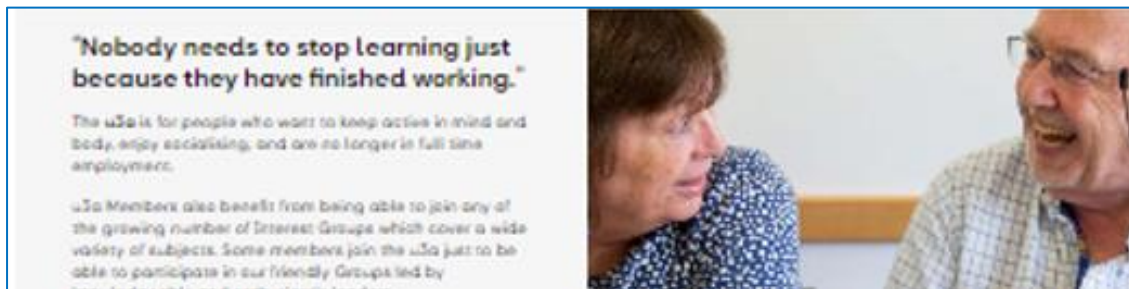 "Nobody needs to stop learning just
because they have finished working."
The u3a is for people who want to keep active in mind and
body, enjoy socialising, and are no longer in full time
employment.
u3a Members also benefit from being able to join any of
the growing number of Interest Groups which cover a wide
variety of subjects. Some members join the u3a just to be
able to participate in our friendly Groups led by